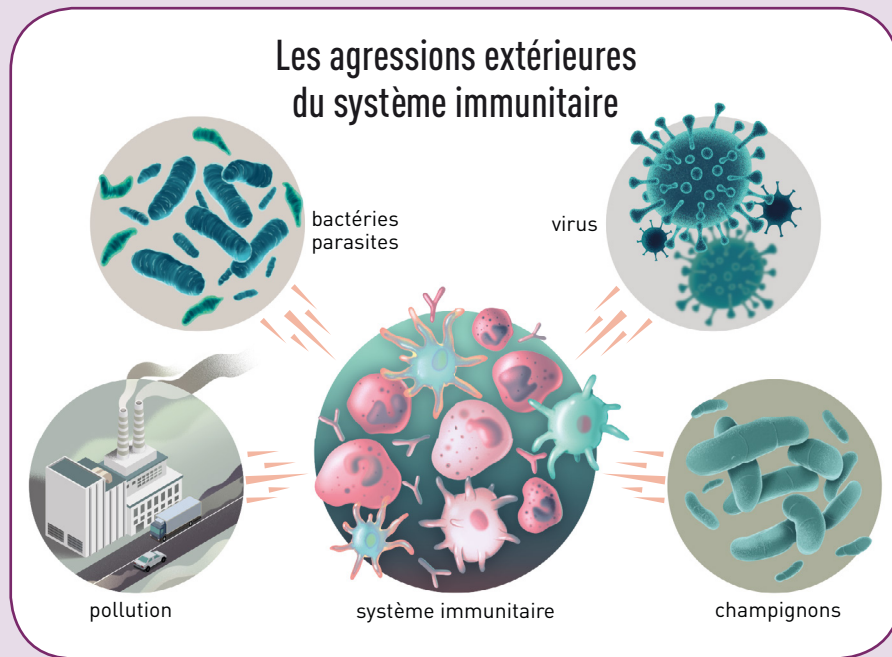 Les agressions extérieures
du système immunitaire
bactéries
parasites
virus
pollution
système immunitaire
champignons